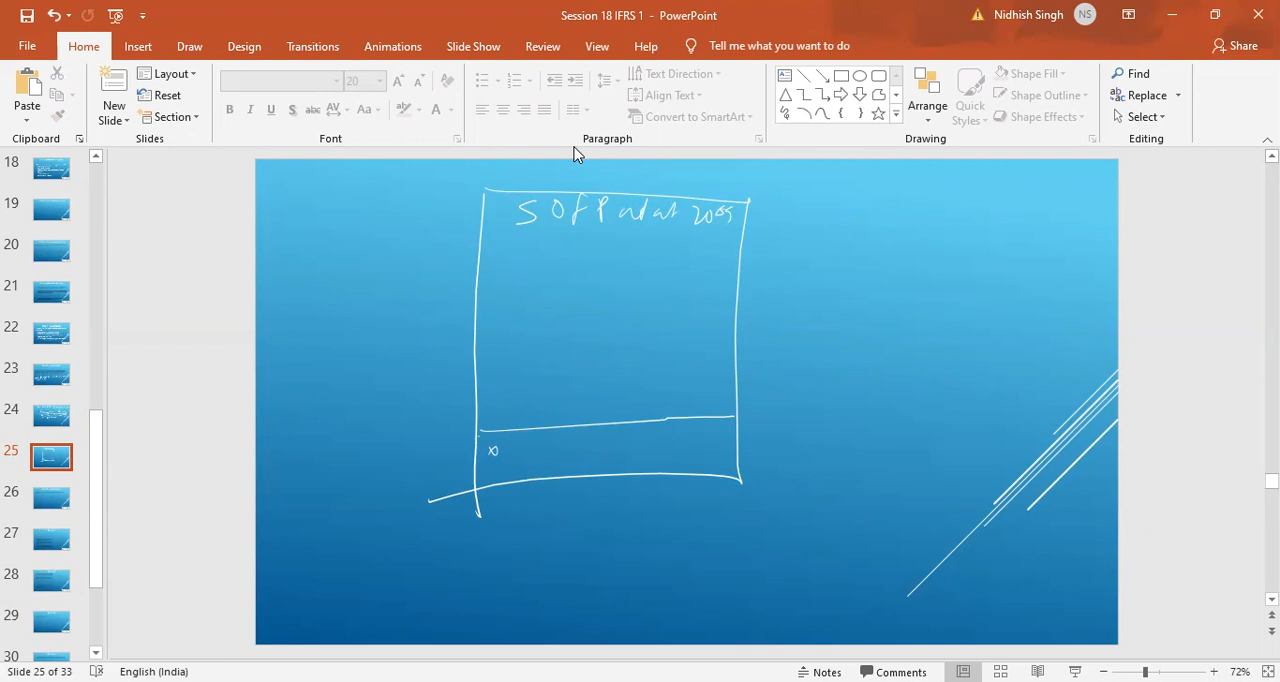 Session 18 IFRS 1 - PowerPoint
Nidhish Singh
NS
File
Home
Insert
Draw
Design
Transitions
Animations
Slide Show
Review
View
Help
Tell me what you want to do
Share
Paste
Clipboard
New
Slide
Layout
Reset
Section
Slides
20
B
I
U
S
abc
AV
Aa
A
Font
Text Direction
Align Text
Convert to SmartArt
Paragraph
Arrange
Quick
Styles
Drawing
Shape Fill
Shape Outline
Shape Effects
Find
Replace
Select
Editing
18
19
20
21
22
23
24
25
26
27
28
29
30
S O f P
Slide 25 of 33
English (India)
Notes
Comments
72%